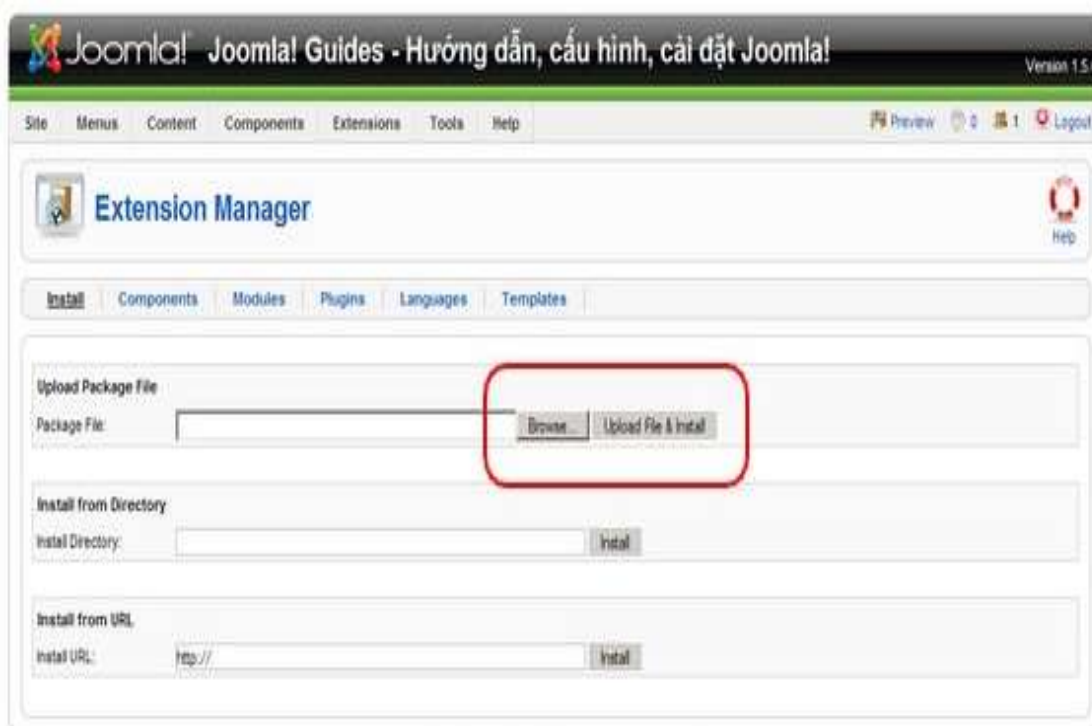 Joomla! Joomla! Guides - Hướng dẫn, cấu hình, cài đặt Joomla!
Version 1.5.
Site Menus Content Components Extensions Tools Help Preview 0 1 Logout
Extension Manager
Help
Install Components Modules Plugins Languages Templates
Upload Package File
Package File: Browse... Upload File & Install
Install from Directory
Install Directory: Install
Install from URL
Install URL: http:// Install